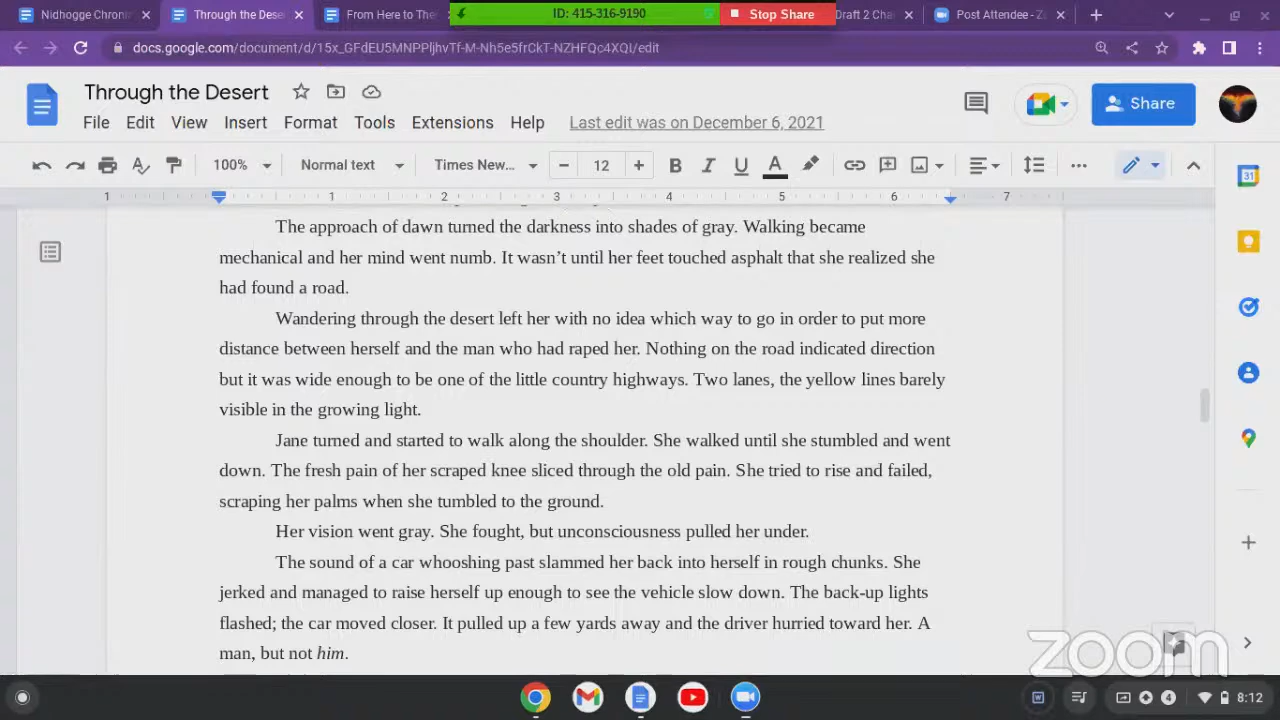 Nidhogge Chroni
Through the Dese
From Here to The
ID: 415-316-9190
Stop Share
Draft 2 Cha
Post Attendee - Zo
docs.google.com/document/d/15x_GFdEU5MNPPljhvTf-M-Nh5e5frCkT-NZHFQc4XQI/edit
Through the Desert
File Edit View Insert Format Tools Extensions Help Last edit was on December 6, 2021
Share
100% Normal text Times New... 12 B I U A
1 1 2 3 4 5 6 7
31
The approach of dawn turned the darkness into shades of gray. Walking became
mechanical and her mind went numb. It wasn’t until her feet touched asphalt that she realized she
had found a road.
Wandering through the desert left her with no idea which way to go in order to put more
distance between herself and the man who had raped her. Nothing on the road indicated direction
but it was wide enough to be one of the little country highways. Two lanes, the yellow lines barely
visible in the growing light.
Jane turned and started to walk along the shoulder. She walked until she stumbled and went
down. The fresh pain of her scraped knee sliced through the old pain. She tried to rise and failed,
scraping her palms when she tumbled to the ground.
Her vision went gray. She fought, but unconsciousness pulled her under.
The sound of a car whooshing past slammed her back into herself in rough chunks. She
jerked and managed to raise herself up enough to see the vehicle slow down. The back-up lights
flashed; the car moved closer. It pulled up a few yards away and the driver hurried toward her. A
man, but not him.
zoom
4
8:12